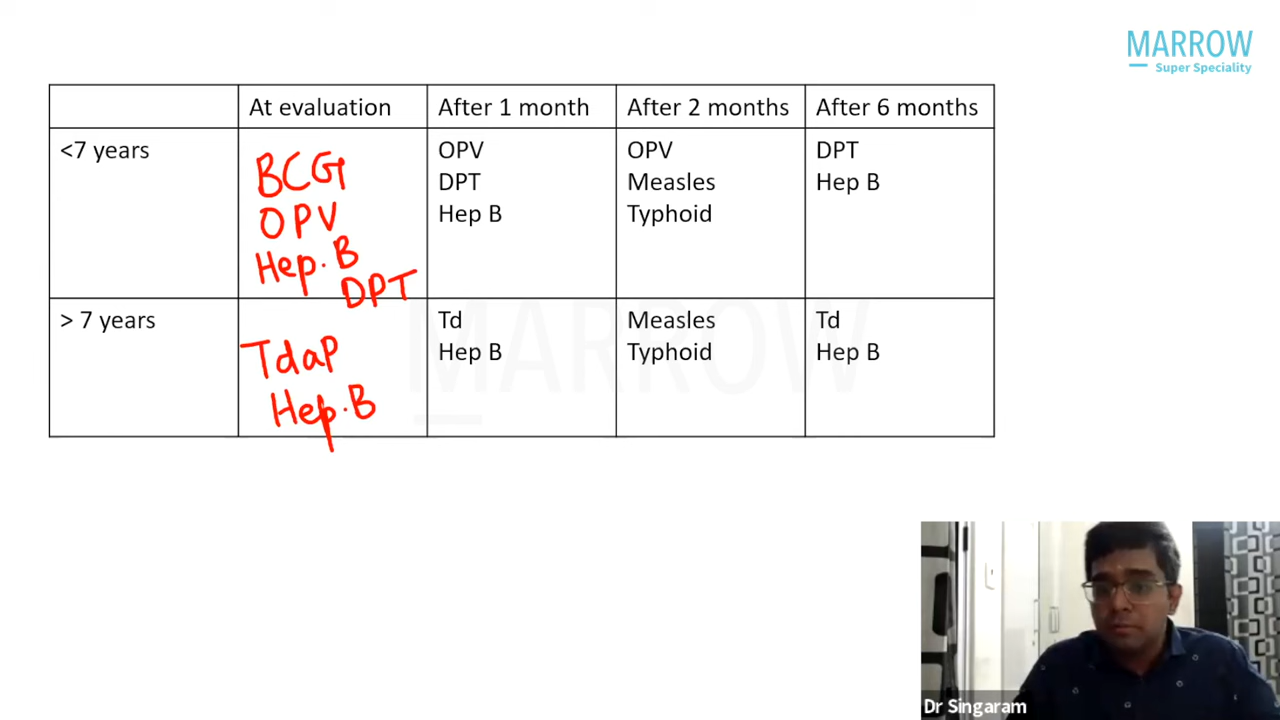 MARROW
Super Speciality
At evaluation After 1 month After 2 months After 6 months
<7 years
BCG
OPV
Hep. B
DPT
OPV
DPT
Hep B
OPV
Measles
Typhoid
DPT
Hep B
> 7 years
Tdap
Hep. B
Td
Hep B
Measles
Typhoid
Td
Hep B
MARROW
Dr Singaram